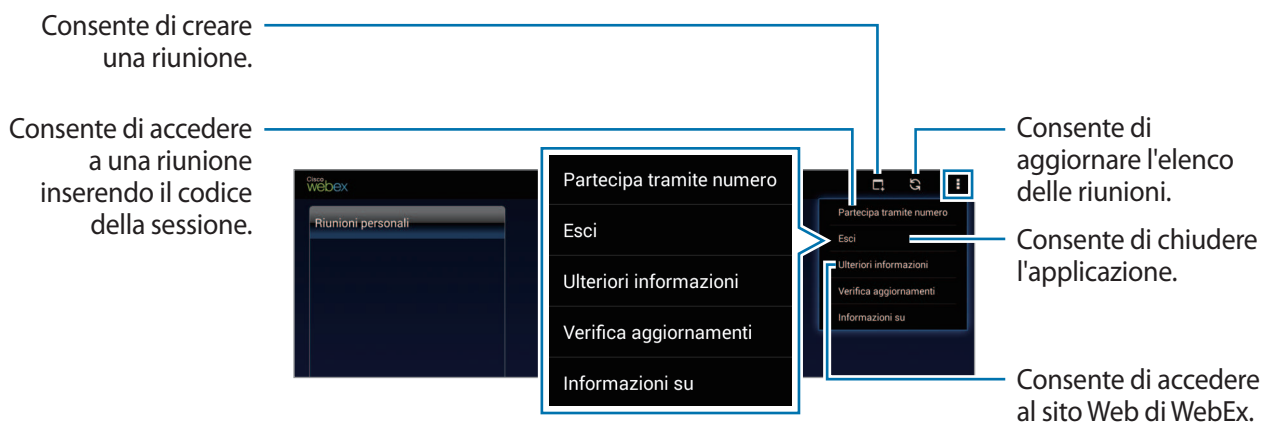 Consente di creare
una riunione.
Consente di accedere
a una riunione
inserendo il codice
della sessione.
Cisco
webex
Riunioni personali
Partecipa tramite numero
Esci
Ulteriori informazioni
Verifica aggiornamenti
Informazioni su
Partecipa tramite numero
Esci
Ulteriori informazioni
Verifica aggiornamenti
Informazioni su
Consente di
aggiornare l'elenco
delle riunioni.
Consente di chiudere
l'applicazione.
Consente di accedere
al sito Web di WebEx.